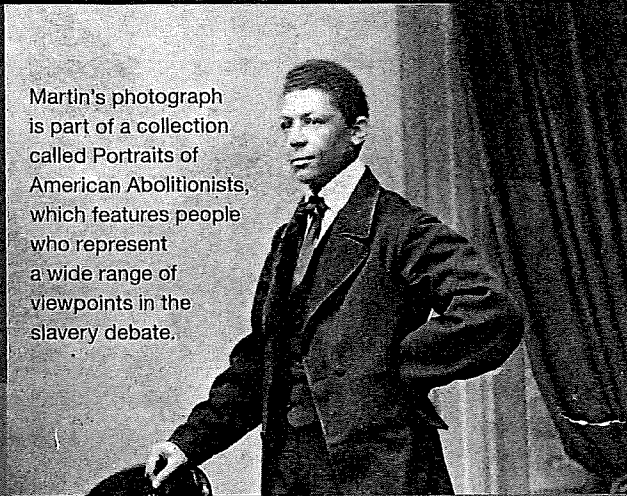 Martin's photograph
is part of a collection
called Portraits of
American Abolitionists,
which features people
who represent
a wide range of
viewpoints in the
slavery debate.